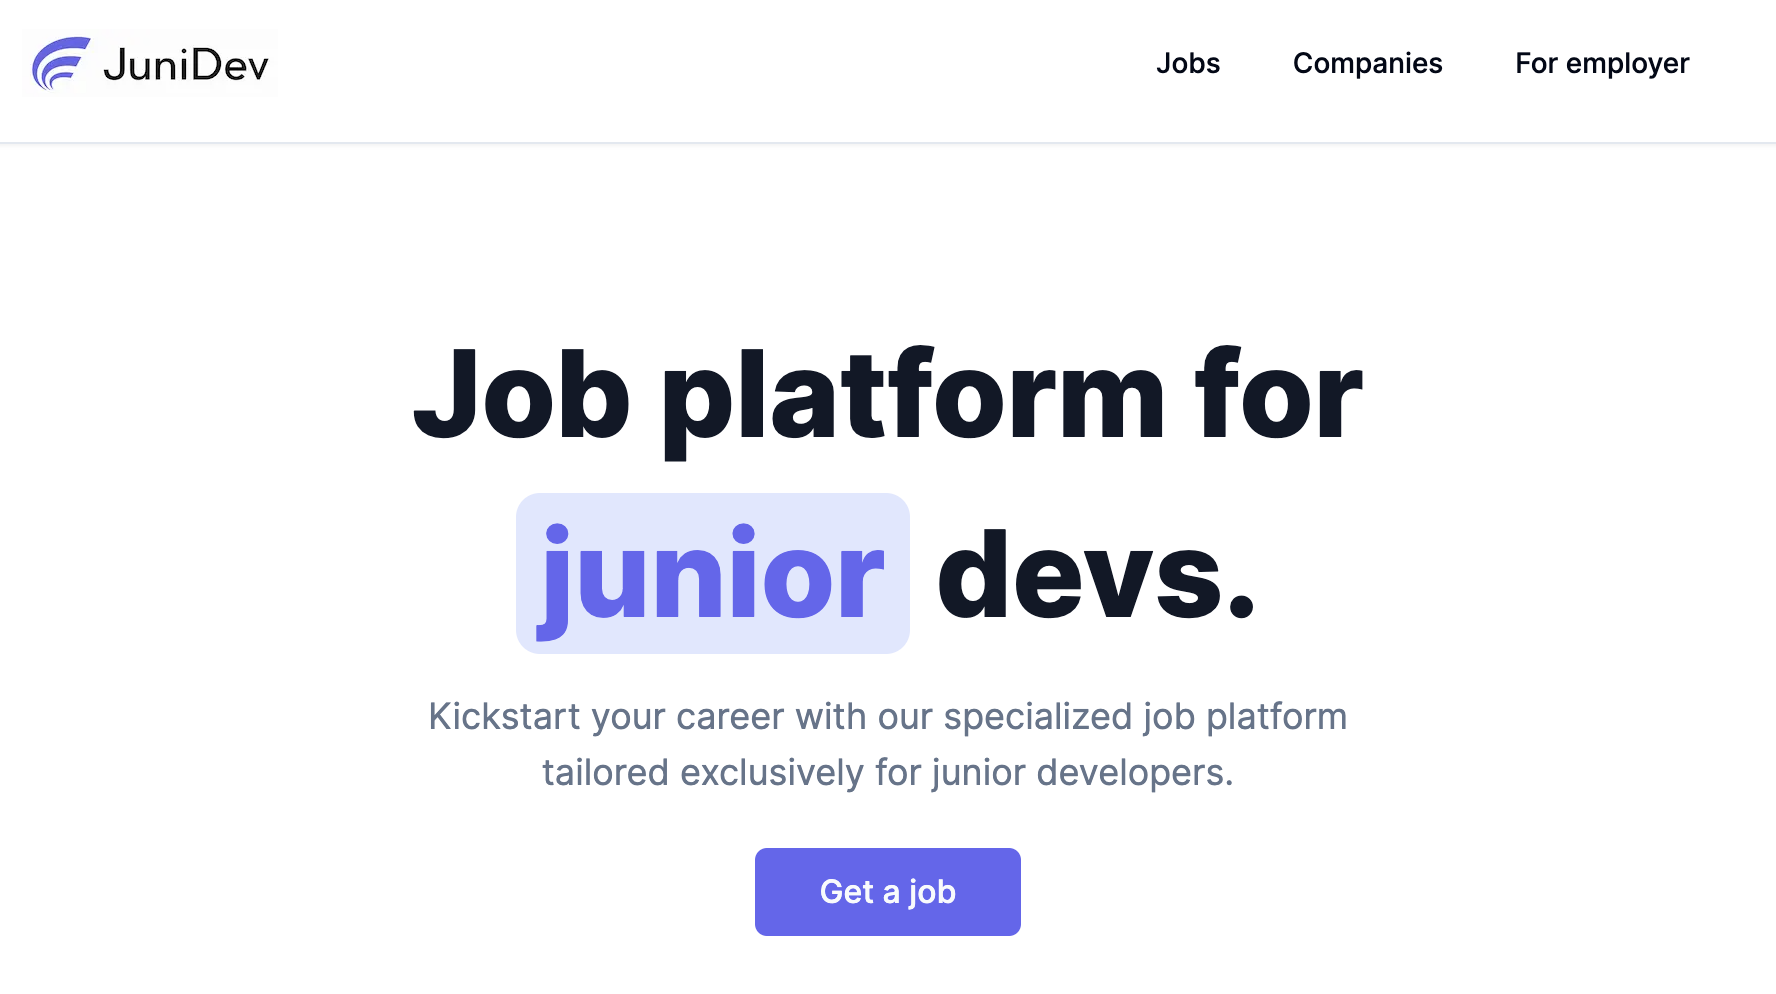 JuniDev
Jobs
Companies
For employer
Job platform for
junior devs.
Kickstart your career with our specialized job platform
tailored exclusively for junior developers.
Get a job